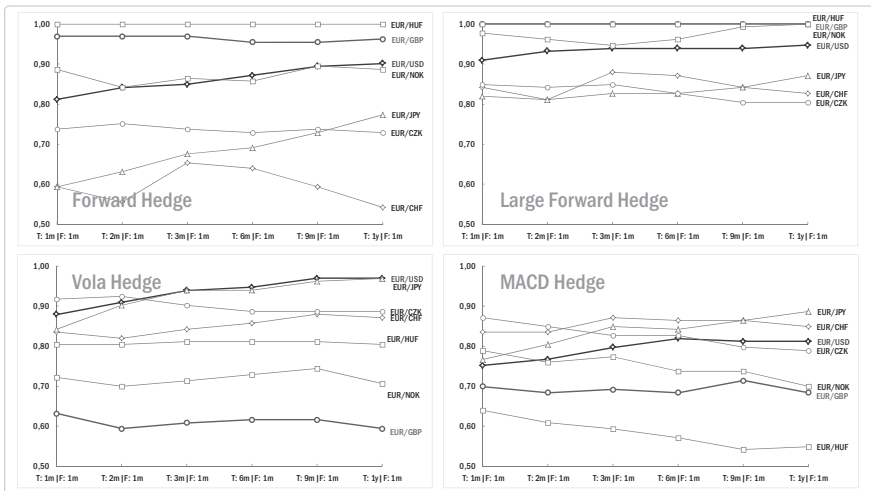 1,00
0,90
0,80
0,70
0,60
0,50
Forward Hedge
EUR/HUF
EUR/GBP
EUR/USD
EUR/NOK
EUR/JPY
EUR/CZK
EUR/CHF
T: 1m|F: 1m T: 2m|F: 1m T: 3m|F: 1m T: 6m|F: 1m T: 9m|F: 1m T: 1y|F: 1m
1,00
0,90
0,80
0,70
0,60
0,50
Large Forward Hedge
EUR/HUF
EUR/GBP
EUR/NOK
EUR/USD
EUR/JPY
EUR/CHF
EUR/CZK
T: 1m|F: 1m T: 2m|F: 1m T: 3m|F: 1m T: 6m|F: 1m T: 9m|F: 1m T: 1y|F: 1m
1,00
0,90
0,80
0,70
0,60
0,50
Vola Hedge
EUR/USD
EUR/JPY
EUR/CZK
EUR/CHF
EUR/HUF
EUR/NOK
EUR/GBP
T: 1m|F: 1m T: 2m|F: 1m T: 3m|F: 1m T: 6m|F: 1m T: 9m|F: 1m T: 1y|F: 1m
1,00
0,90
0,80
0,70
0,60
0,50
MACD Hedge
EUR/JPY
EUR/CHF
EUR/USD
EUR/CZK
EUR/NOK
EUR/GBP
EUR/HUF
T: 1m|F: 1m T: 2m|F: 1m T: 3m|F: 1m T: 6m|F: 1m T: 9m|F: 1m T: 1y|F: 1m